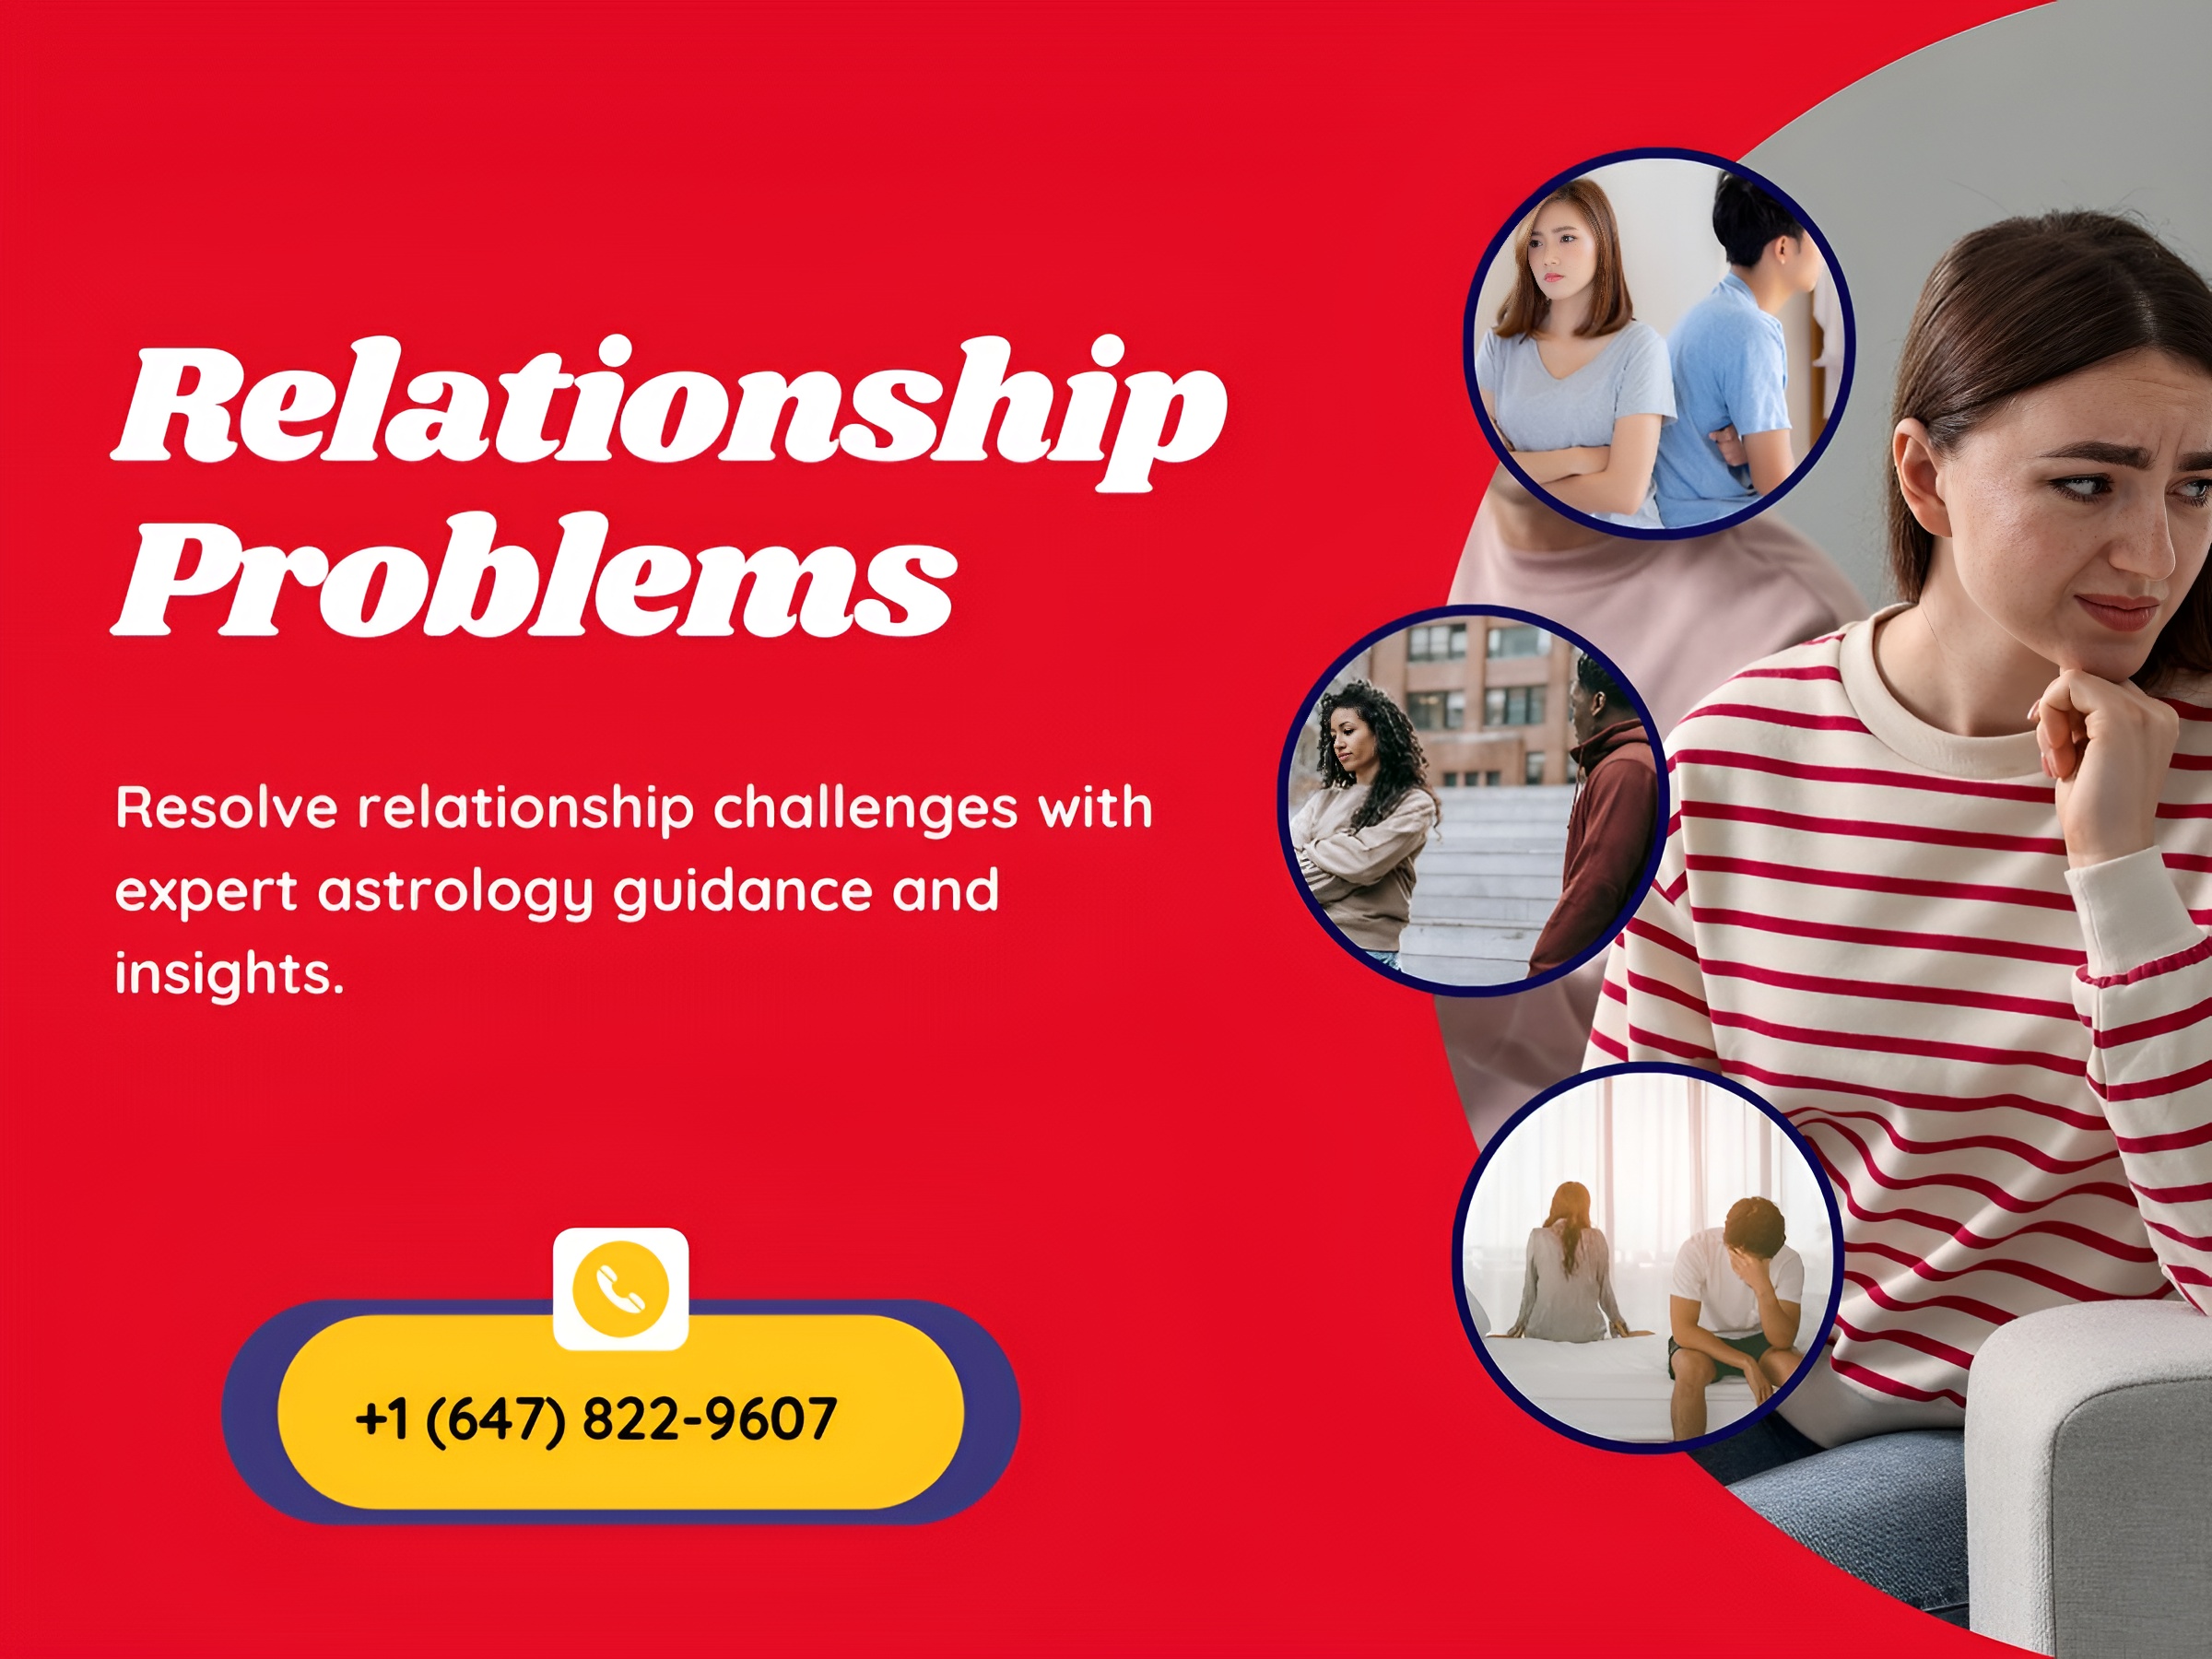 Relationship
Problems
Resolve relationship challenges with
expert astrology guidance and
insights.
+1 (647) 822-9607